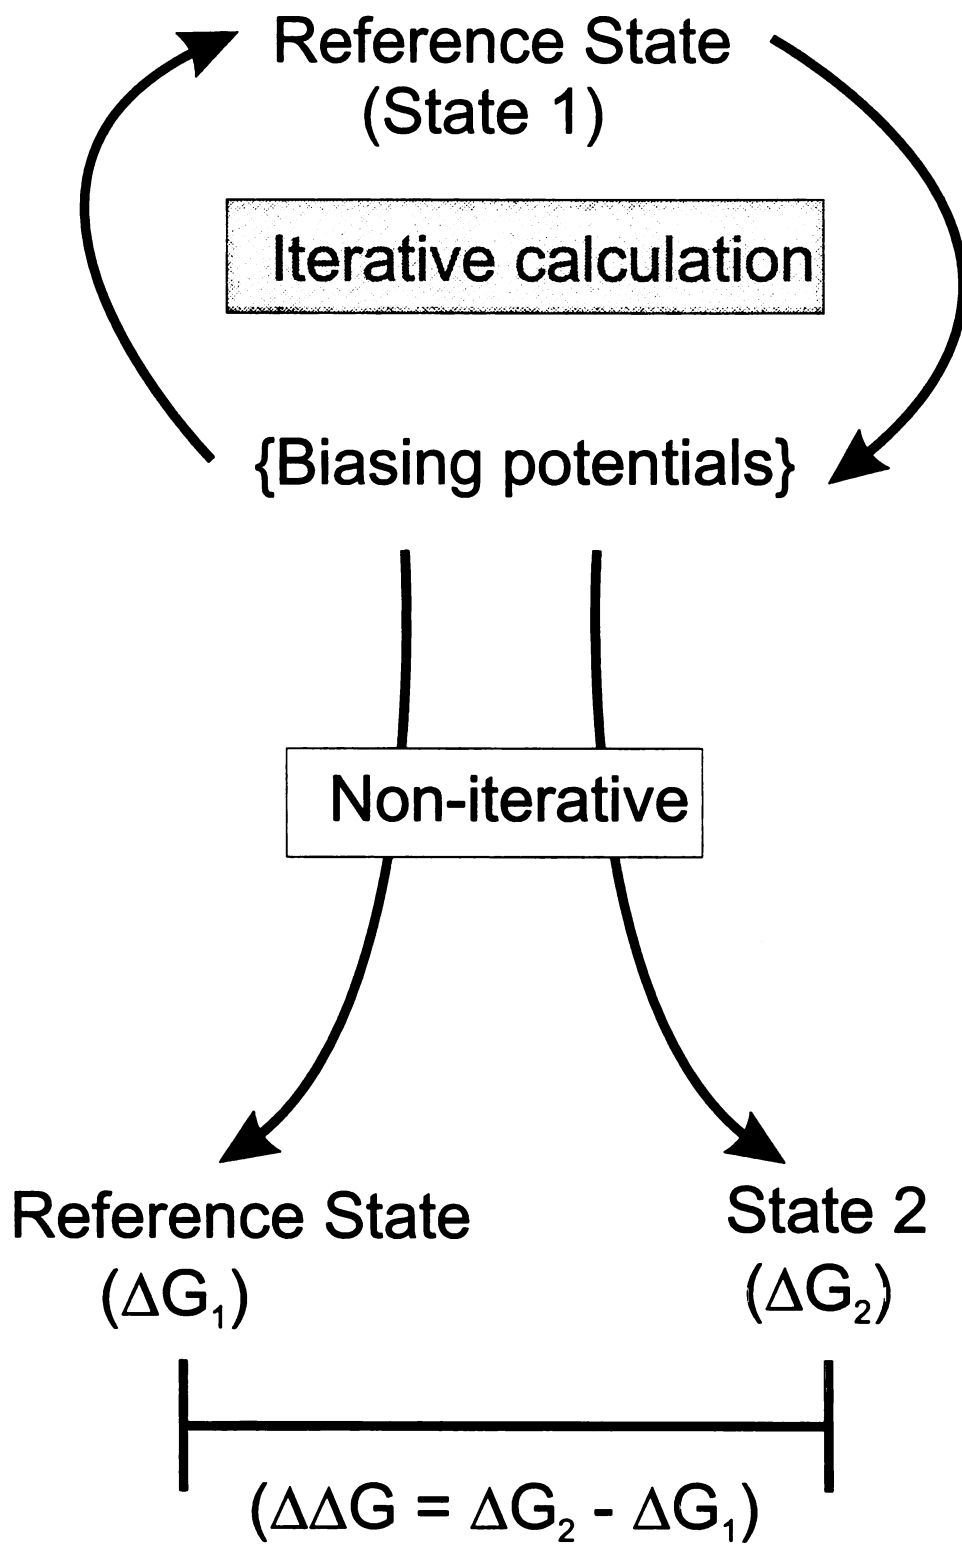 Reference State
(State 1)
Iterative calculation
{Biasing potentials}
Non-iterative
Reference State
(ΔG₁)
State 2
(ΔG₂)
(ΔΔG = ΔG₂ - ΔG₁)